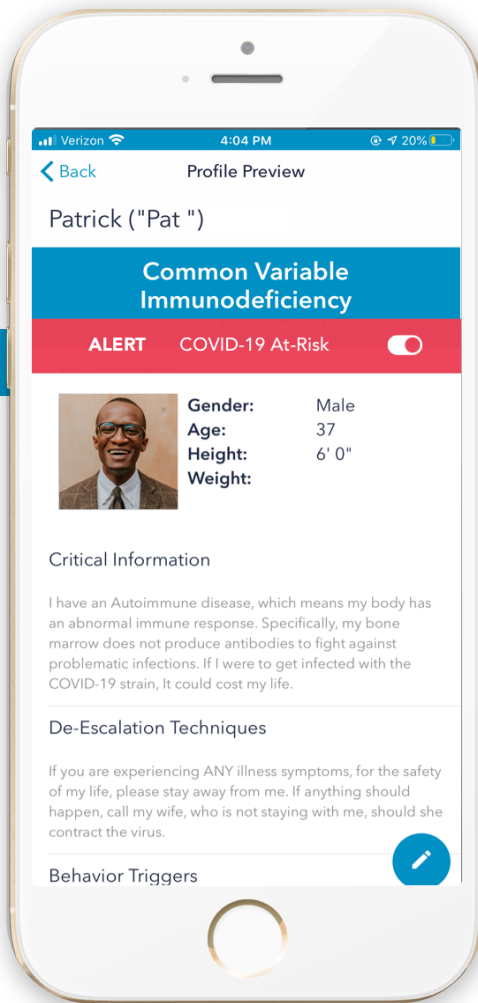 Verizon 4:04 PM 20%
Back Profile Preview
Patrick ("Pat ")
Common Variable
Immunodeficiency
ALERT COVID-19 At-Risk
Gender: Male
Age: 37
Height: 6' 0"
Weight:
Critical Information
I have an Autoimmune disease, which means my body has
an abnormal immune response. Specifically, my bone
marrow does not produce antibodies to fight against
problematic infections. If I were to get infected with the
COVID-19 strain, It could cost my life.
De-Escalation Techniques
If you are experiencing ANY illness symptoms, for the safety
of my life, please stay away from me. If anything should
happen, call my wife, who is not staying with me, should she
contract the virus.
Behavior Triggers